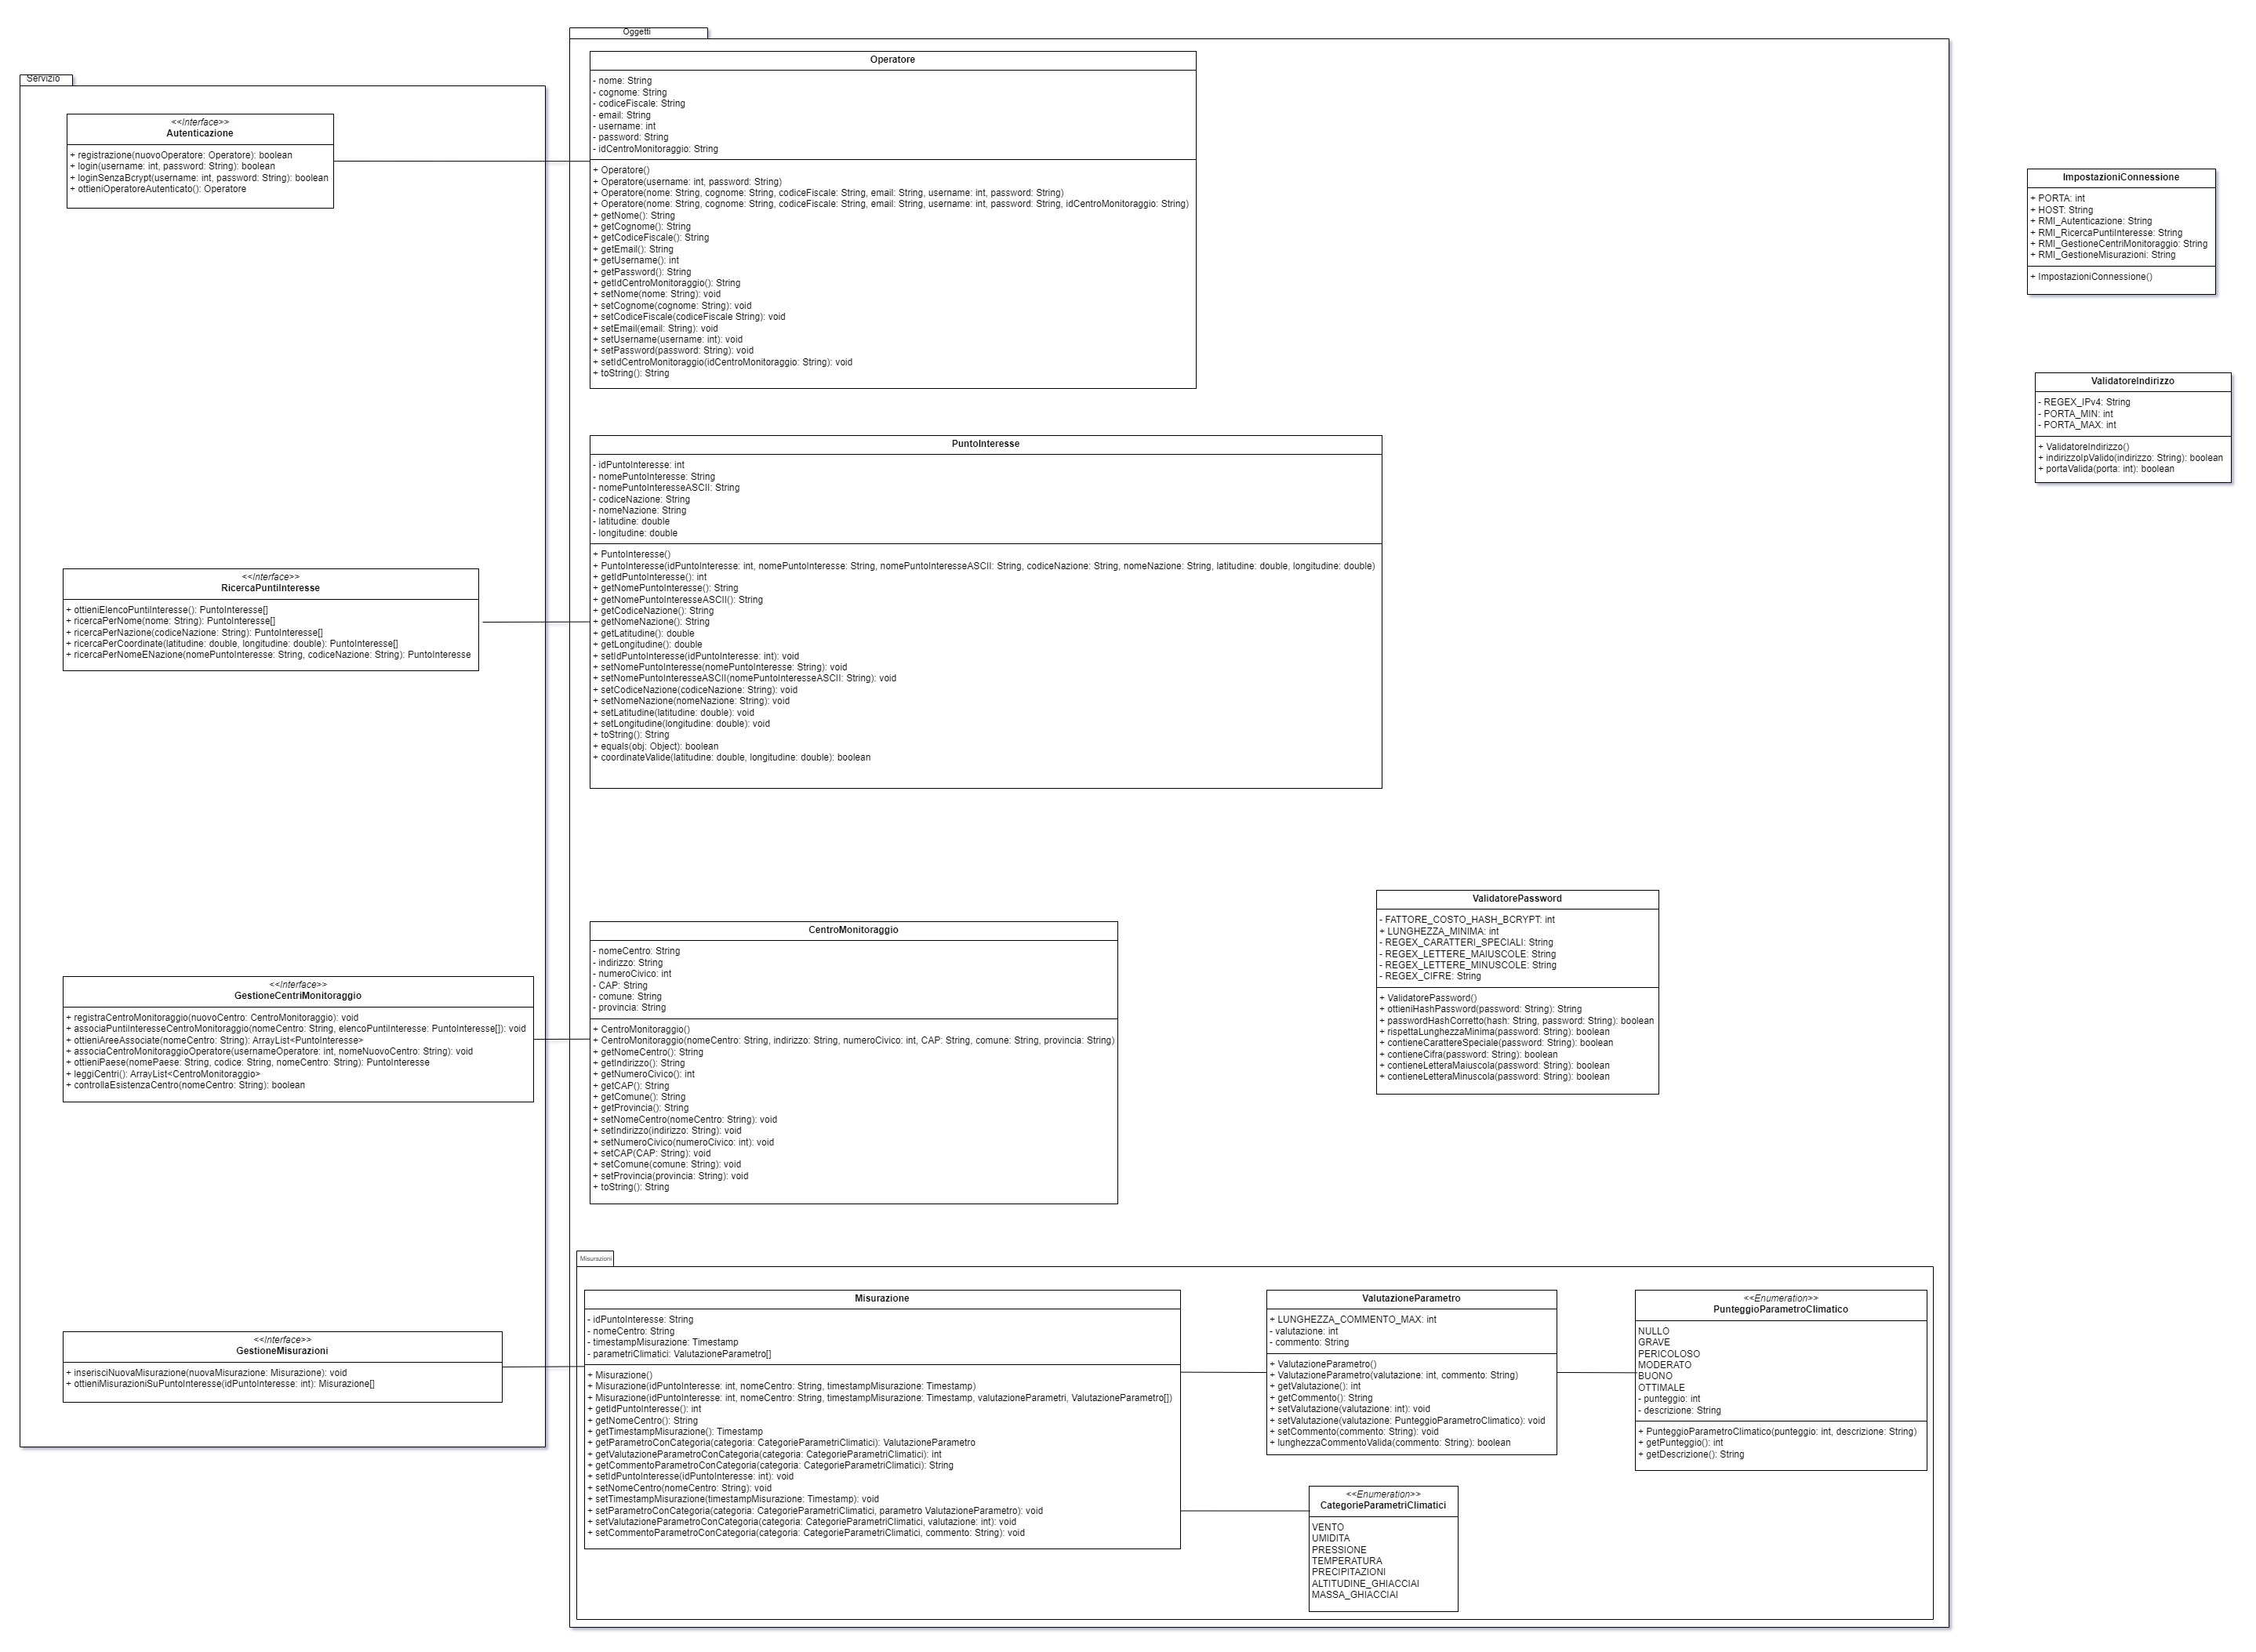 Servizio
<<Interface>>
Autenticazione
+ registrazione(nuovoOperatore: Operatore): boolean
+ login(username: int, password: String): boolean
+ loginSenzaBcrypt(username: int, password: String): boolean
+ ottieniOperatoreAutenticato(): Operatore
<<Interface>>
RicercaPuntiInteresse
+ ottieniElencoPuntiInteresse(): PuntoInteresse[]
+ ricercaPerNome(nome: String): PuntoInteresse[]
+ ricercaPerNazione(codiceNazione: String): PuntoInteresse[]
+ ricercaPerCoordinate(latitudine: double, longitudine: double): PuntoInteresse[]
+ ricercaPerNomeENazione(nomePuntoInteresse: String, codiceNazione: String): PuntoInteresse
<<Interface>>
GestioneCentriMonitoraggio
+ registraCentroMonitoraggio(nuovoCentro: CentroMonitoraggio): void
+ associaPuntiInteresseCentroMonitoraggio(nomeCentro: String, elencoPuntiInteresse: PuntoInteresse[]): void
+ ottieniAreeAssociate(nomeCentro: String): ArrayList<PuntoInteresse>
+ associaCentroMonitoraggioOperatore(usernameOperatore: int, nomeNuovoCentro: String): void
+ ottieniPaese(nomePaese: String, codice: String, nomeCentro: String): PuntoInteresse
+ leggiCentri(): ArrayList<CentroMonitoraggio>
+ controllaEsistenzaCentro(nomeCentro: String): boolean
<<Interface>>
GestioneMisurazioni
+ inserisciNuovaMisurazione(nuovaMisurazione: Misurazione): void
+ ottieniMisurazioniSuPuntoInteresse(idPuntoInteresse: int): Misurazione[]
Oggetti
Operatore
- nome: String
- cognome: String
- codiceFiscale: String
- email: String
- username: int
- password: String
- idCentroMonitoraggio: String
+ Operatore()
+ Operatore(username: int, password: String)
+ Operatore(nome: String, cognome: String, codiceFiscale: String, email: String, username: int, password: String)
+ Operatore(nome: String, cognome: String, codiceFiscale: String, email: String, username: int, password: String, idCentroMonitoraggio: String)
+ getNome(): String
+ getCognome(): String
+ getCodiceFiscale(): String
+ getEmail(): String
+ getUsername(): int
+ getPassword(): String
+ getIdCentroMonitoraggio(): String
+ setNome(nome: String): void
+ setCognome(cognome: String): void
+ setCodiceFiscale(codiceFiscale String): void
+ setEmail(email: String): void
+ setUsername(username: int): void
+ setPassword(password: String): void
+ setIdCentroMonitoraggio(idCentroMonitoraggio: String): void
+ toString(): String
PuntoInteresse
- idPuntoInteresse: int
- nomePuntoInteresse: String
- nomePuntoInteresseASCII: String
- codiceNazione: String
- nomeNazione: String
- latitudine: double
- longitudine: double
+ PuntoInteresse()
+ PuntoInteresse(idPuntoInteresse: int, nomePuntoInteresse: String, nomePuntoInteresseASCII: String, codiceNazione: String, nomeNazione: String, latitudine: double, longitudine: double)
+ getIdPuntoInteresse(): int
+ getNomePuntoInteresse(): String
+ getNomePuntoInteresseASCII(): String
+ getCodiceNazione(): String
+ getNomeNazione(): String
+ getLatitudine(): double
+ getLongitudine(): double
+ setIdPuntoInteresse(idPuntoInteresse: int): void
+ setNomePuntoInteresse(nomePuntoInteresse: String): void
+ setNomePuntoInteresseASCII(nomePuntoInteresseASCII: String): void
+ setCodiceNazione(codiceNazione: String): void
+ setNomeNazione(nomeNazione: String): void
+ setLatitudine(latitudine: double): void
+ setLongitudine(longitudine: double): void
+ toString(): String
+ equals(obj: Object): boolean
+ coordinateValide(latitudine: double, longitudine: double): boolean
CentroMonitoraggio
- nomeCentro: String
- indirizzo: String
- numeroCivico: int
- CAP: String
- comune: String
- provincia: String
+ CentroMonitoraggio()
+ CentroMonitoraggio(nomeCentro: String, indirizzo: String, numeroCivico: int, CAP: String, comune: String, provincia: String)
+ getNomeCentro(): String
+ getIndirizzo(): String
+ getNumeroCivico(): int
+ getCAP(): String
+ getComune(): String
+ getProvincia(): String
+ setNomeCentro(nomeCentro: String): void
+ setIndirizzo(indirizzo: String): void
+ setNumeroCivico(numeroCivico: int): void
+ setCAP(CAP: String): void
+ setComune(comune: String): void
+ setProvincia(provincia: String): void
+ toString(): String
ValidatorePassword
- FATTORE_COSTO_HASH_BCRYPT: int
+ LUNGHEZZA_MINIMA: int
- REGEX_CARATTERI_SPECIALI: String
- REGEX_LETTERE_MAIUSCOLE: String
- REGEX_LETTERE_MINUSCOLE: String
- REGEX_CIFRE: String
+ ValidatorePassword()
+ ottieniHashPassword(password: String): String
+ passwordHashCorretto(hash: String, password: String): boolean
+ rispettaLunghezzaMinima(password: String): boolean
+ contieneCarattereSpeciale(password: String): boolean
+ contieneCifra(password: String): boolean
+ contieneLetteraMaiuscola(password: String): boolean
+ contieneLetteraMinuscola(password: String): boolean
Misurazioni
Misurazione
- idPuntoInteresse: String
- nomeCentro: String
- timestampMisurazione: Timestamp
- parametriClimatici: ValutazioneParametro[]
+ Misurazione()
+ Misurazione(idPuntoInteresse: int, nomeCentro: String, timestampMisurazione: Timestamp)
+ Misurazione(idPuntoInteresse: int, nomeCentro: String, timestampMisurazione: Timestamp, valutazioneParametri, ValutazioneParametro[])
+ getIdPuntoInteresse(): int
+ getNomeCentro(): String
+ getTimestampMisurazione(): Timestamp
+ getParametroConCategoria(categoria: CategorieParametriClimatici): ValutazioneParametro
+ getValutazioneParametroConCategoria(categoria: CategorieParametriClimatici): int
+ getCommentoParametroConCategoria(categoria: CategorieParametriClimatici): String
+ setIdPuntoInteresse(idPuntoInteresse: int): void
+ setNomeCentro(nomeCentro: String): void
+ setTimestampMisurazione(timestampMisurazione: Timestamp): void
+ setParametroConCategoria(categoria: CategorieParametriClimatici, parametro ValutazioneParametro): void
+ setValutazioneParametroConCategoria(categoria: CategorieParametriClimatici, valutazione: int): void
+ setCommentoParametroConCategoria(categoria: CategorieParametriClimatici, commento: String): void
ValutazioneParametro
+ LUNGHEZZA_COMMENTO_MAX: int
- valutazione: int
- commento: String
+ ValutazioneParametro()
+ ValutazioneParametro(valutazione: int, commento: String)
+ getValutazione(): int
+ getCommento(): String
+ setValutazione(valutazione: int): void
+ setValutazione(valutazione: PunteggioParametroClimatico): void
+ setCommento(commento: String): void
+ lunghezzaCommentoValida(commento: String): boolean
<<Enumeration>>
PunteggioParametroClimatico
NULLO
GRAVE
PERICOLOSO
MODERATO
BUONO
OTTIMALE
- punteggio: int
- descrizione: String
+ PunteggioParametroClimatico(punteggio: int, descrizione: String)
+ getPunteggio(): int
+ getDescrizione(): String
<<Enumeration>>
CategorieParametriClimatici
VENTO
UMIDITA
PRESSIONE
TEMPERATURA
PRECIPITAZIONI
ALTITUDINE_GHIACCIAI
MASSA_GHIACCIAI
ImpostazioniConnessione
+ PORTA: int
+ HOST: String
+ RMI_Autenticazione: String
+ RMI_RicercaPuntiInteresse: String
+ RMI_GestioneCentriMonitoraggio: String
+ RMI_GestioneMisurazioni: String
+ ImpostazioniConnessione()
ValidatoreIndirizzo
- REGEX_IPv4: String
- PORTA_MIN: int
- PORTA_MAX: int
+ ValidatoreIndirizzo()
+ indirizzoIpValido(indirizzo: String): boolean
+ portaValida(porta: int): boolean